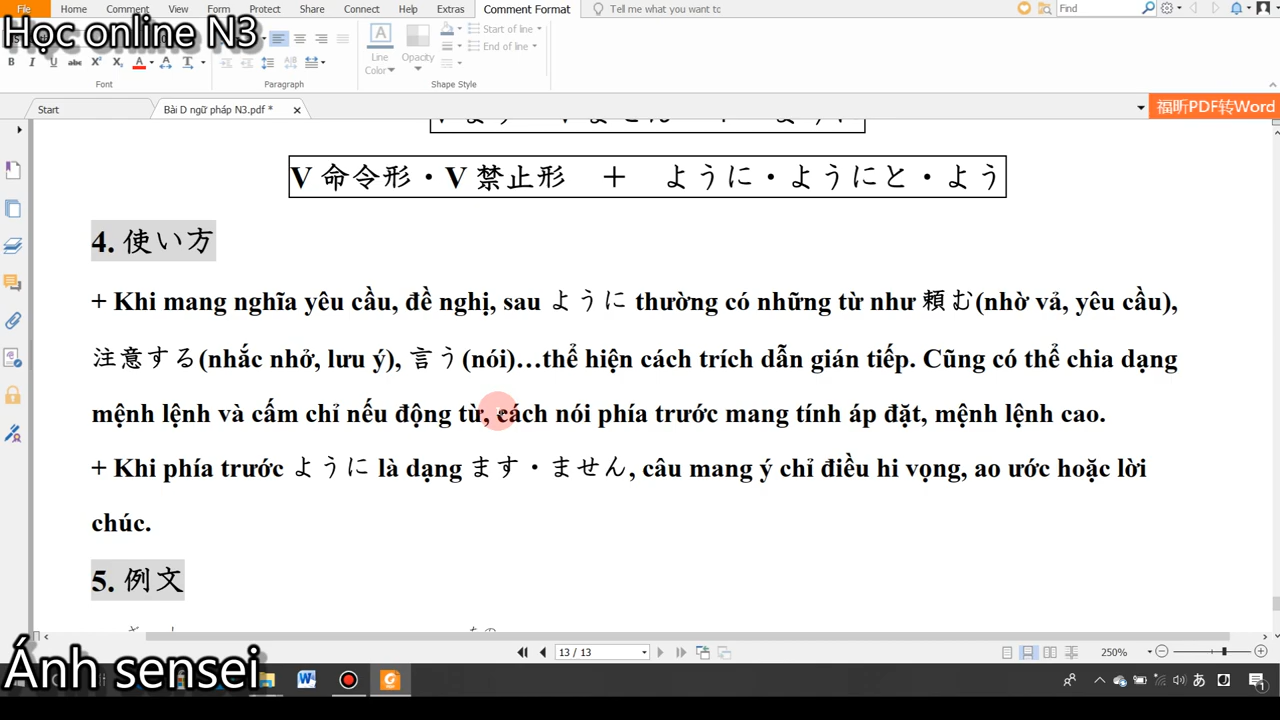 File Home Comment View Form Protect Share Connect Help Extras Comment Format Tell me what you want tc Find
Học online N3
Start of line
End of line
Line Color
Opacity
Font Paragraph Shape Style
Start Bài D ngữ pháp N3.pdf *
福昕PDF转Word
V 命令形・V 禁止形 ＋ ように・ようにと・よう
4. 使い方
+ Khi mang nghĩa yêu cầu, đề nghị, sau ように thường có những từ như 頼む(nhờ vả, yêu cầu),
注意する(nhắc nhở, lưu ý), 言う(nói)…thể hiện cách trích dẫn gián tiếp. Cũng có thể chia dạng
mệnh lệnh và cấm chỉ nếu động từ, cách nói phía trước mang tính áp đặt, mệnh lệnh cao.
+ Khi phía trước ように là dạng ます・ません, câu mang ý chỉ điều hi vọng, ao ước hoặc lời
chúc.
5. 例文
13 / 13
250%
Ánh sensei
あ